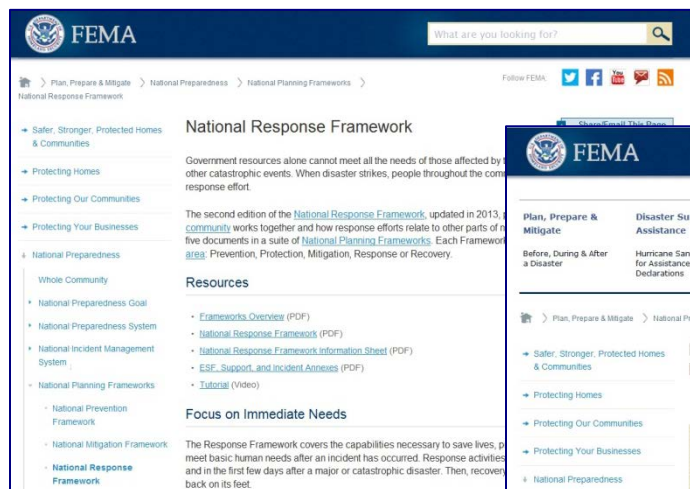 FEMA
What are you looking for?
Plan, Prepare & Mitigate > National Preparedness > National Planning Frameworks >
National Response Framework
Follow FEMA:
You Tube
Share/Email This Page
Safer, Stronger, Protected Homes
& Communities
Protecting Homes
Protecting Our Communities
Protecting Your Businesses
National Preparedness
Whole Community
National Preparedness Goal
National Preparedness System
National Incident Management
System
National Planning Frameworks
National Prevention
Framework
National Mitigation Framework
National Response
Framework
National Response Framework
Government resources alone cannot meet all the needs of those affected by
other catastrophic events. When disaster strikes, people throughout the
response effort.
The second edition of the National Response Framework, updated in 2013,
community works together and how response efforts relate to other parts of
five documents in a suite of National Planning Frameworks. Each Framework
area: Prevention, Protection, Mitigation, Response or Recovery.
Resources
Frameworks Overview (PDF)
National Response Framework (PDF)
National Response Framework Information Sheet (PDF)
ESF, Support, and Incident Annexes (PDF)
Tutorial (Video)
Focus on Immediate Needs
The Response Framework covers the capabilities necessary to save lives,
meet basic human needs after an incident has occurred. Response activities
and in the first few days after a major or catastrophic disaster. Then, recovery
back on its feet.
FEMA
Plan, Prepare &
Mitigate
Before, During & After
a Disaster
Disaster
Assistance
Hurricane
for Assistance
Declarations
Plan, Prepare & Mitigate > National
Safer, Stronger, Protected Homes
& Communities
Protecting Homes
Protecting Our Communities
Protecting Your Businesses
National Preparedness